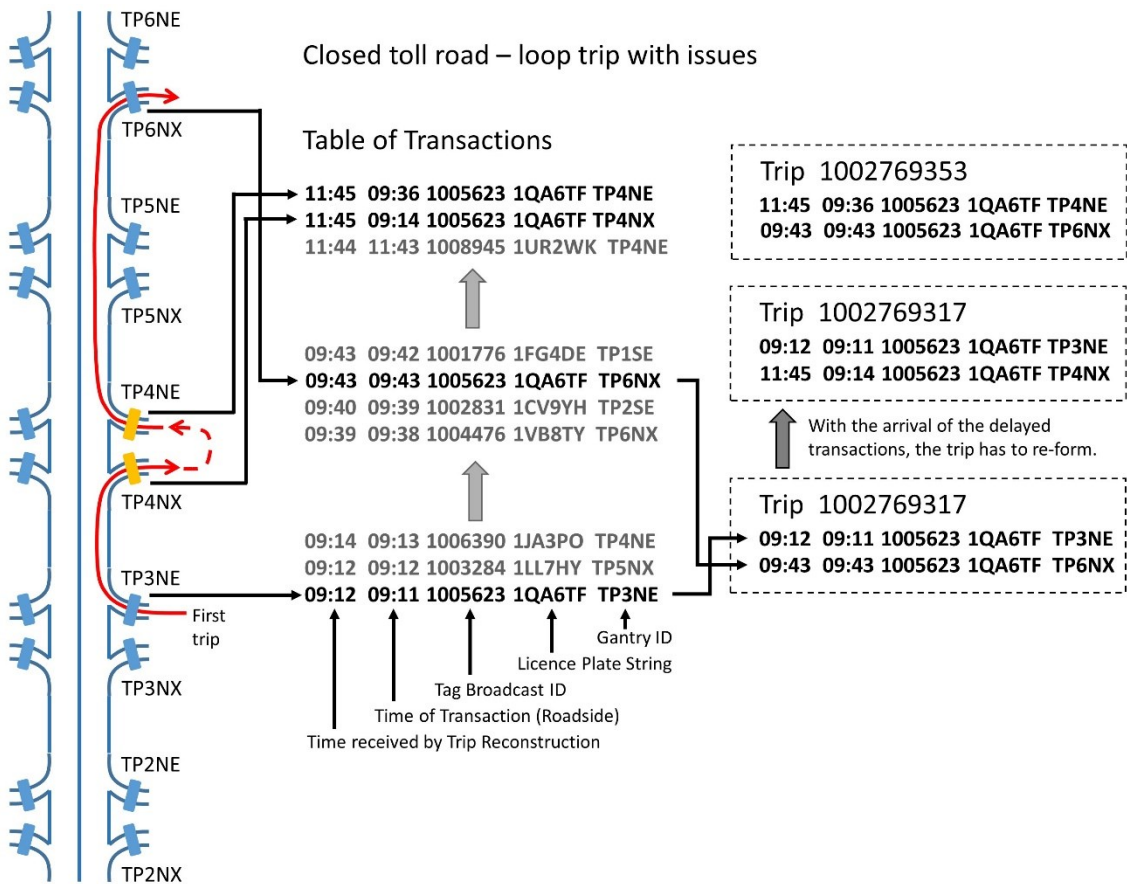 TP6NE
Closed toll road – loop trip with issues
TP6NX
Table of Transactions
11:45 09:36 1005623 1QA6TF TP4NE
11:45 09:14 1005623 1QA6TF TP4NX
11:44 11:43 1008945 1UR2WK TP4NE
Trip 1002769353
11:45 09:36 1005623 1QA6TF TP4NE
09:43 09:43 1005623 1QA6TF TP6NX
TP5NE
TP5NX
09:43 09:42 1001776 1FG4DE TP1SE
09:43 09:43 1005623 1QA6TF TP6NX
09:40 09:39 1002831 1CV9YH TP2SE
09:39 09:38 1004476 1VB8TY TP6NX
Trip 1002769317
09:12 09:11 1005623 1QA6TF TP3NE
11:45 09:14 1005623 1QA6TF TP4NX
TP4NE
With the arrival of the delayed
transactions, the trip has to re-form.
TP4NX
Trip 1002769317
09:12 09:11 1005623 1QA6TF TP3NE
09:43 09:43 1005623 1QA6TF TP6NX
09:14 09:13 1006390 1JA3PO TP4NE
09:12 09:12 1003284 1LL7HY TP5NX
09:12 09:11 1005623 1QA6TF TP3NE
TP3NE
First
trip
Gantry ID
Licence Plate String
Tag Broadcast ID
Time of Transaction (Roadside)
Time received by Trip Reconstruction
TP3NX
TP2NE
TP2NX